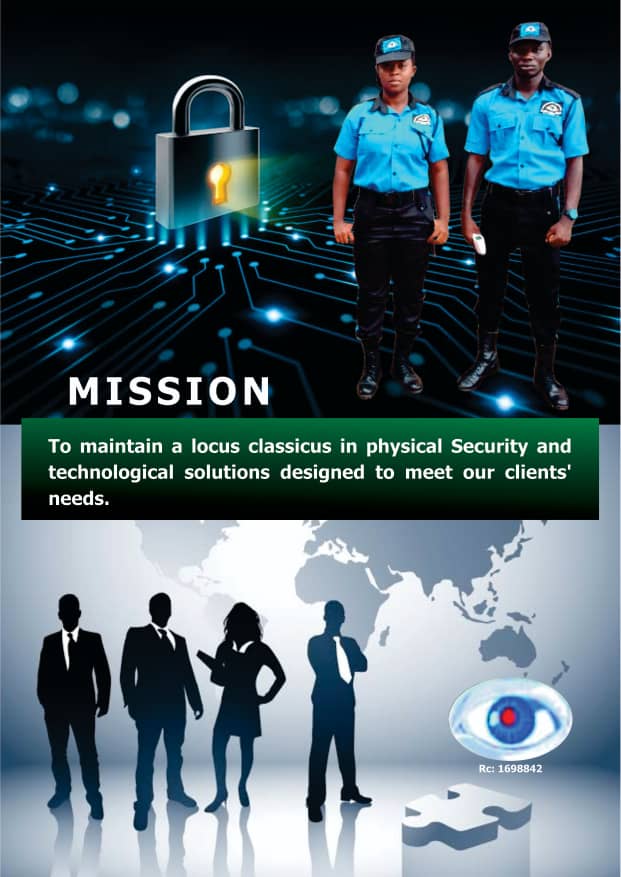 MISSION
To maintain a locus classicus in physical Security and
technological solutions designed to meet our clients'
needs.
Rc: 1698842